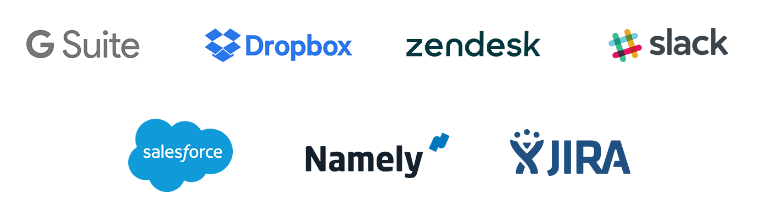 G Suite
Dropbox
zendesk
slack
salesforce
Namely
JIRA